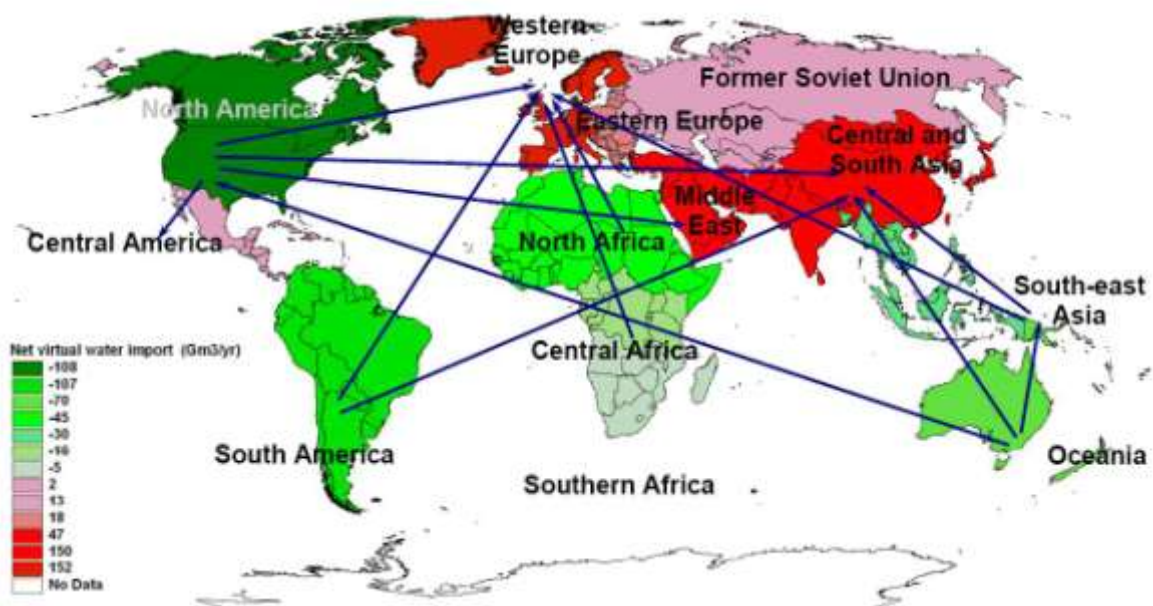 Western
Europe
Former Soviet Union
North America
Eastern Europe
Central and
South Asia
Middle
East
Central America
North Africa
South-east
Asia
Central Africa
South America
Oceania
Southern Africa
Net virtual water import (Gm3/yr)
-108
-107
-70
-45
-30
-16
-5
2
13
18
47
150
152
No Data